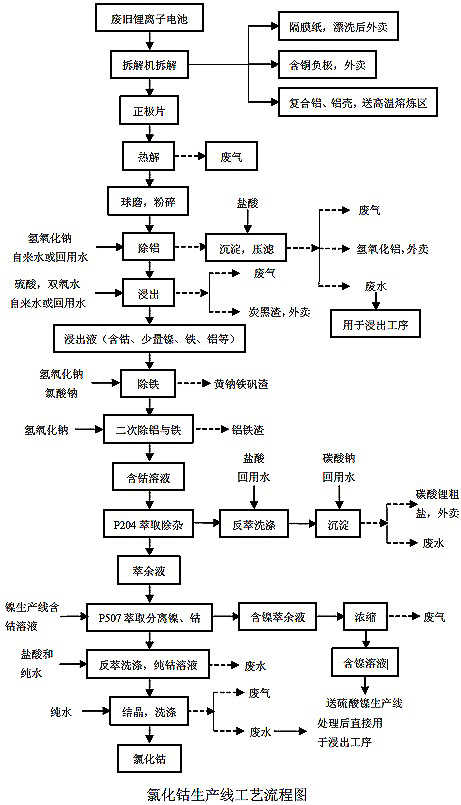 废旧锂离子电池
隔膜纸，漂洗后外卖
拆解机拆解
含铜负极，外卖
复合铝、铝壳，送高温熔炼区
正极片
热解
废气
球磨，粉碎
盐酸
废气
氢氧化钠
自来水或回用水
除铝
沉淀，压滤
氢氧化铝，外卖
硫酸，双氧水
自来水或回用水
浸出
废气
炭黑渣，外卖
废水
用于浸出工序
浸出液（含钴、少量镍、铁、铝等）
氢氧化钠
氯酸钠
除铁
黄钠铁矾渣
氢氧化钠
二次除铝与铁
铝铁渣
含钴溶液
盐酸
回用水
碳酸钠
回用水
P204 萃取除杂
反萃洗涤
沉淀
碳酸锂粗
盐，外卖
废水
萃余液
镍生产线含
钴溶液
P507 萃取分离镍、钴
含镍萃余液
浓缩
废气
盐酸和
纯水
反萃洗涤，纯钴溶液
废水
含镍溶液
纯水
结晶，洗涤
废气
废水
送硫酸镍生产线
处理后直接用
于浸出工序
氯化钴
氯化钴生产线工艺流程图